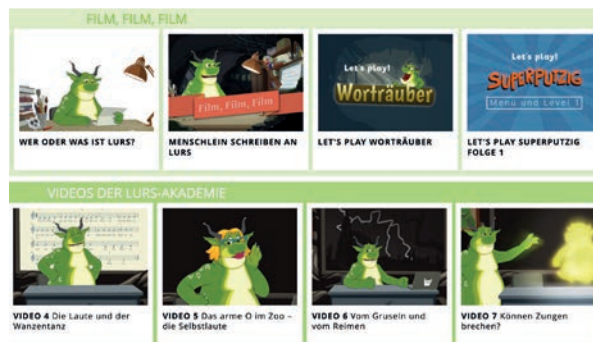 FILM, FILM, FILM
Film, Film, Film
Let's play!
Worträuber
Let's play!
SUPERPUTZIG
Menü und Level 1
WER ODER WAS IST LURS?
MENSCHLEIN SCHREIBEN AN
LURS
LET'S PLAY WORTRÄUBER
LET'S PLAY SUPERPUTZIG
FOLGE 1
VIDEOS DER LURS-AKADEMIE
VIDEO 4 Die Laute und der
Wanzentanz
VIDEO 5 Das arme O im Zoo –
die Selbstlaute
VIDEO 6 Vom Gruseln und
vom Reimen
VIDEO 7 Können Zungen
brechen?